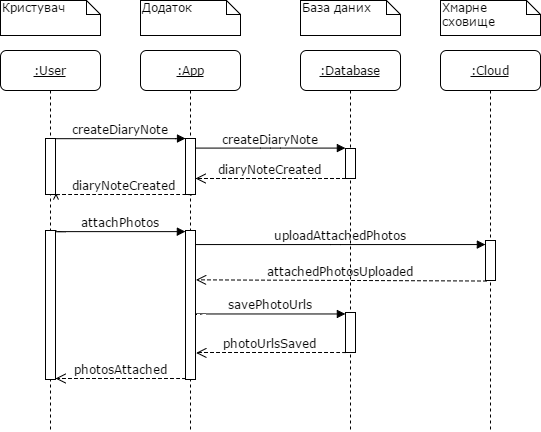 Кристувач
Додаток
База даних
Хмарне
сховище
:User
:App
:Database
:Cloud
createDiaryNote
createDiaryNote
diaryNoteCreated
diaryNoteCreated
attachPhotos
uploadAttachedPhotos
attachedPhotosUploaded
savePhotoUrls
photoUrlsSaved
photosAttached